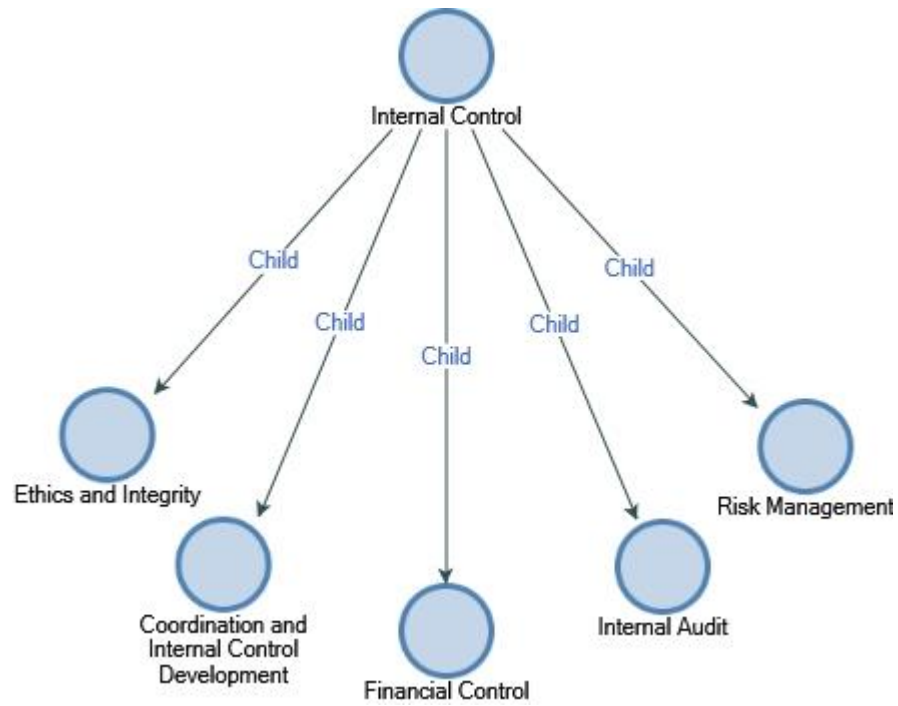 Internal Control
Child
Child
Child
Child
Child
Ethics and Integrity
Coordination and
Internal Control
Development
Financial Control
Internal Audit
Risk Management